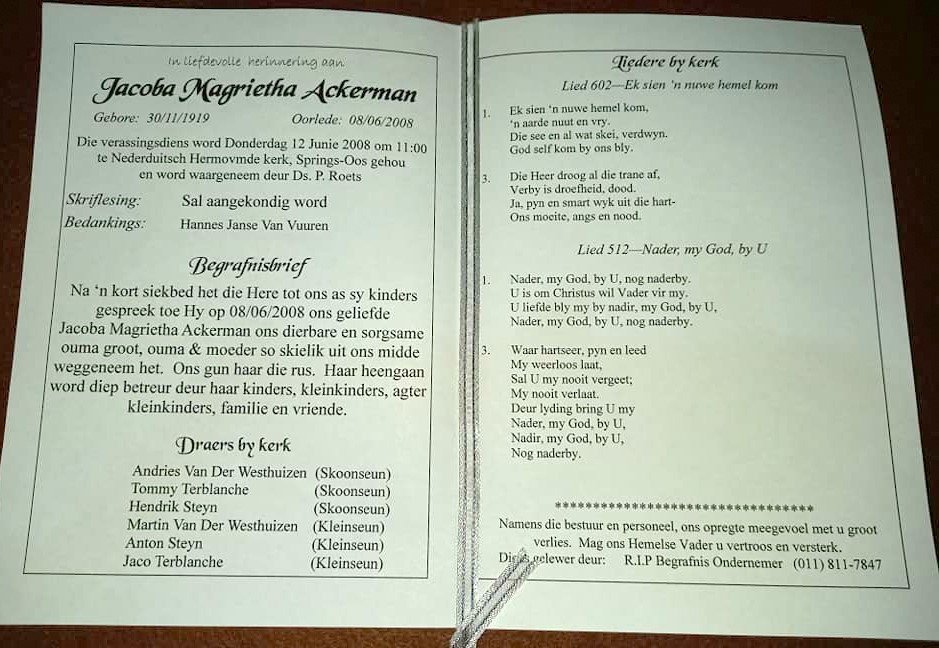 In liefdevolle herinnering aan
Jacoba Magrietha Ackerman
Gebore: 30/11/1919 Oorlede: 08/06/2008
Die verassingsdiens word Donderdag 12 Junie 2008 om 11:00
te Nederduitsch Hermovmde kerk, Springs-Oos gehou
en word waargeneem deur Ds. P. Roets
Skriflesing: Sal aangekondig word
Bedankings: Hannes Janse Van Vuuren
Begrafnisbrief
Na ‘n kort siekbed het die Here tot ons as sy kinders
gespreek toe Hy op 08/06/2008 ons geliefde
Jacoba Magrietha Ackerman ons dierbare en sorgsame
ouma groot, ouma & moeder so skielik uit ons midde
weggeneem het. Ons gun haar die rus. Haar heengaan
word diep betreur deur haar kinders, kleinkinders, agter
kleinkinders, familie en vriende.
Draers by kerk
Andries Van Der Westhuizen (Skoonseun)
Tommy Terblanche (Skoonseun)
Hendrik Steyn (Skoonseun)
Martin Van Der Westhuizen (Kleinseun)
Anton Steyn (Kleinseun)
Jaco Terblanche (Kleinseun)
Liedere by kerk
Lied 602—Ek sien ‘n nuwe hemel kom
1. Ek sien ‘n nuwe hemel kom,
‘n aarde nuut en vry.
Die see en al wat skei, verdwyn.
God self kom by ons bly.
3. Die Heer droog al die trane af,
Verby is droefheid, dood.
Ja, pyn en smart wyk uit die hart-
Ons moeite, angs en nood.
Lied 512—Nader, my God, by U
1. Nader, my God, by U, nog naderby.
U is om Christus wil Vader vir my.
U liefde bly my by nadir, my God, by U,
Nader, my God, by U, nog naderby.
3. Waar hartseer, pyn en leed
My weerloos laat,
Sal U my nooit vergeet;
My nooit verlaat.
Deur lyding bring U my
Nader, my God, by U,
Nadir, my God, by U,
Nog naderby.
********************************
Namens die bestuur en personeel, ons opregte meegevoel met u groot
verlies. Mag ons Hemelse Vader u vertroos en versterk.
gelewer deur: R.I.P Begrafnis Ondernemer (011) 811-7847